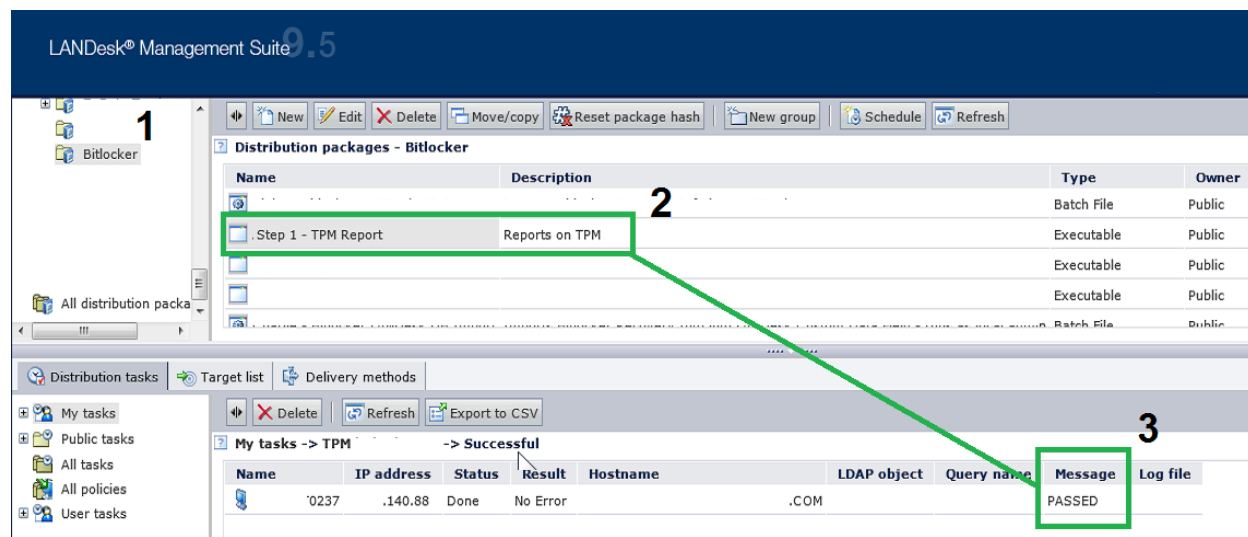 LANDesk® Management Suite 9.5
1
Bitlocker
All distribution packa
New Edit Delete Move/copy Reset package hash New group Schedule Refresh
Distribution packages - Bitlocker
Name Description Type Owner
2
Batch File Public
. Step 1 - TPM Report Reports on TPM Executable Public
Executable Public
Executable Public
Batch File Public
Distribution tasks Target list Delivery methods
My tasks
Public tasks
All tasks
All policies
User tasks
Delete Refresh Export to CSV
My tasks -> TPM -> Successful
3
Name IP address Status Result Hostname LDAP object Query name Message Log file
0237 .140.88 Done No Error .COM PASSED